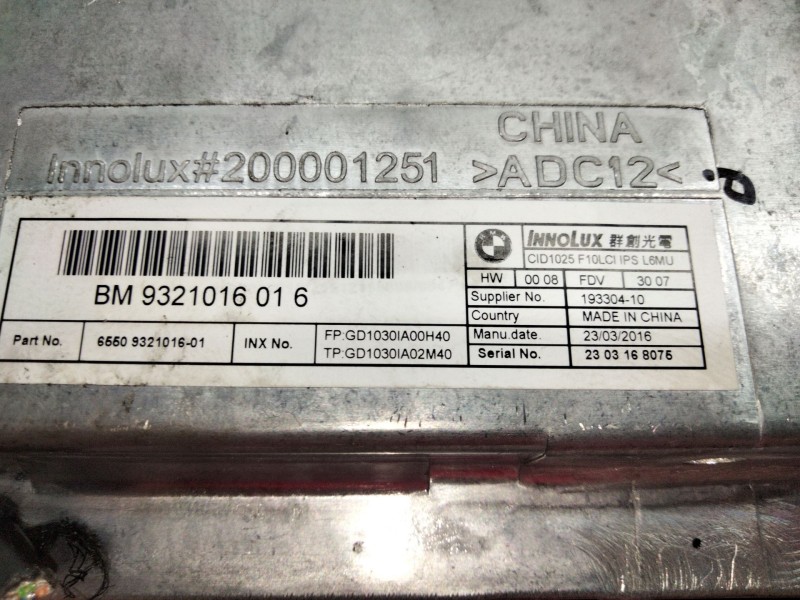 CHINA
Innolux#200001251 >ADC12<
BM 9321016 01 6
INNOLUX 群創光電
CID1025 F10LCI IPS L6MU
HW 00 08 FDV 30 07
Supplier No. 193304-10
Country MADE IN CHINA
Manu.date. 23/03/2016
Serial No. 23 03 16 8075
Part No. 6550 9321016-01 INX No. FP:GD1030IA00H40
TP:GD1030IA02M40